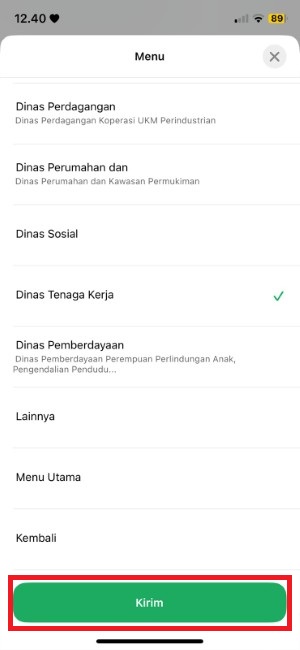 12.40
89
Menu
Dinas Perdagangan
Dinas Perdagangan Koperasi UKM Perindustrian
Dinas Perumahan dan
Dinas Perumahan dan Kawasan Permukiman
Dinas Sosial
Dinas Tenaga Kerja
Dinas Pemberdayaan
Dinas Pemberdayaan Perempuan Perlindungan Anak,
Pengendalian Pendudu...
Lainnya
Menu Utama
Kembali
Kirim